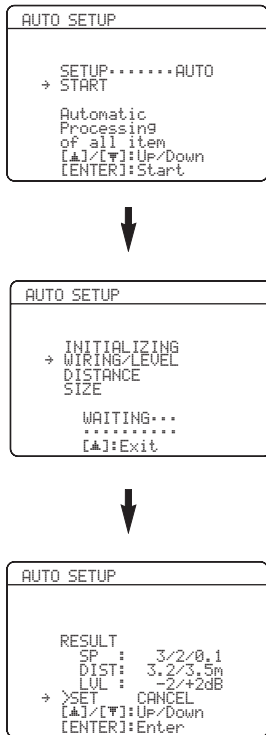 AUTO SETUP
SETUP·······AUTO
→ START
Automatic
Processing
of all item
[▲]/[▼]:Up/Down
[ENTER]:Start
AUTO SETUP
INITIALIZING
→ WIRING/LEVEL
DISTANCE
SIZE
WAITING···
··········
[▲]:Exit
AUTO SETUP
RESULT
SP : 3/2/0.1
DIST: 3.2/3.5m
LVL : -2/+2dB
→ >SET CANCEL
[▲]/[▼]:Up/Down
[ENTER]:Enter